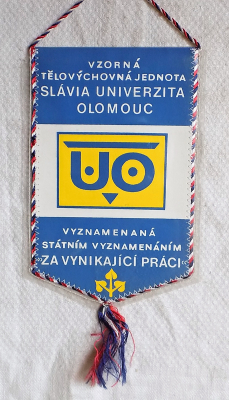 VZORNÁ
TĚLOVÝCHOVNÁ JEDNOTA
SLÁVIA UNIVERZITA
OLOMOUC
UO
VYZNAMENANÁ
STÁTNÍM VYZNAMENÁNÍM
"ZA VYNIKAJÍCÍ PRÁCI"